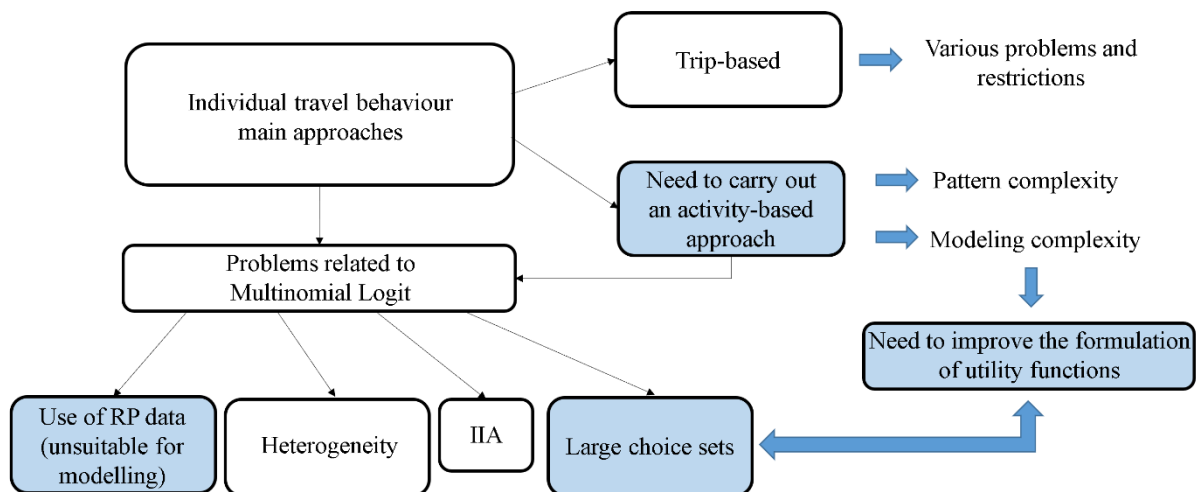 Individual travel behaviour
main approaches
Trip-based
Various problems and
restrictions
Need to carry out
an activity-based
approach
Pattern complexity
Modeling complexity
Problems related to
Multinomial Logit
Need to improve the formulation
of utility functions
Use of RP data
(unsuitable for
modelling)
Heterogeneity
IIA
Large choice sets